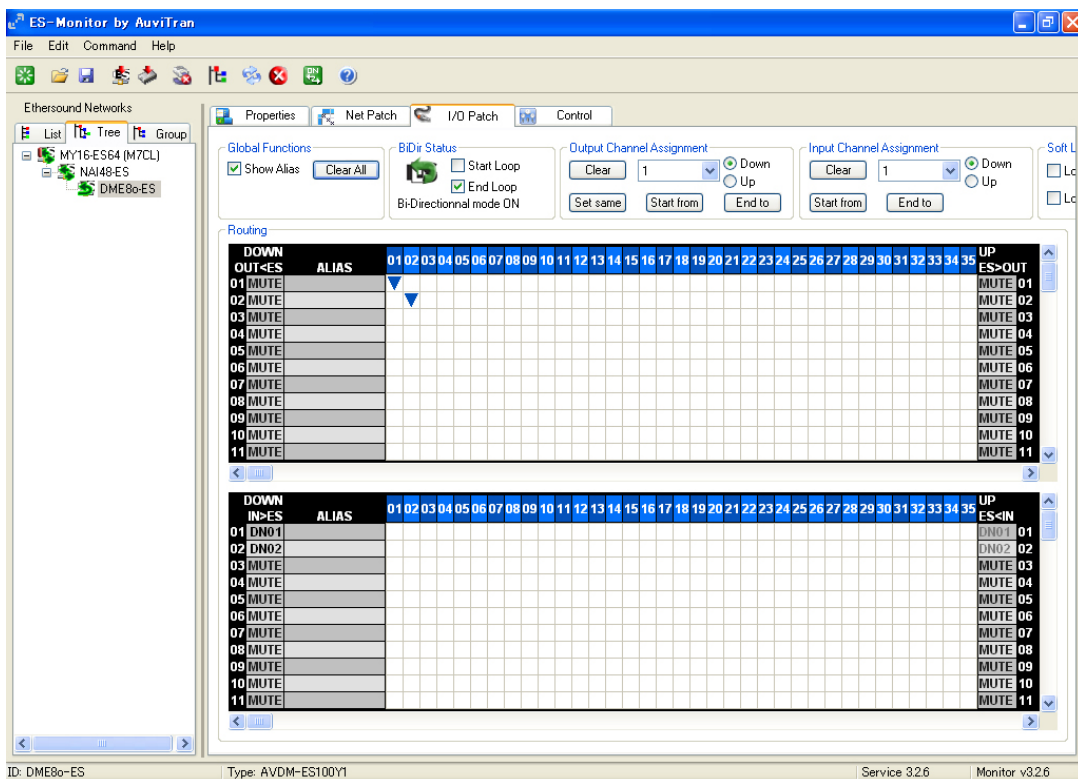 ES-Monitor by AuviTran
File Edit Command Help
Ethersound Networks
List Tree Group
MY16-ES64 (M7CL)
NAI48-ES
DME8o-ES
Properties Net Patch I/O Patch Control
Global Functions
Show Alias Clear All
BiDir Status
Start Loop
End Loop
Bi-Directionnal mode ON
Output Channel Assignment
Clear 1 Down
Up
Set same Start from End to
Input Channel Assignment
Clear 1 Down
Up
Start from End to
Soft L
Lo
Lo
Routing
DOWN
OUT<ES ALIAS 01 02 03 04 05 06 07 08 09 10 11 12 13 14 15 16 17 18 19 20 21 22 23 24 25 26 27 28 29 30 31 32 33 34 35 UP
ES>OUT
01 MUTE MUTE 01
02 MUTE MUTE 02
03 MUTE MUTE 03
04 MUTE MUTE 04
05 MUTE MUTE 05
06 MUTE MUTE 06
07 MUTE MUTE 07
08 MUTE MUTE 08
09 MUTE MUTE 09
10 MUTE MUTE 10
11 MUTE MUTE 11
DOWN
IN>ES ALIAS 01 02 03 04 05 06 07 08 09 10 11 12 13 14 15 16 17 18 19 20 21 22 23 24 25 26 27 28 29 30 31 32 33 34 35 UP
ES<IN
01 DN01 DN01 01
02 DN02 DN02 02
03 MUTE MUTE 03
04 MUTE MUTE 04
05 MUTE MUTE 05
06 MUTE MUTE 06
07 MUTE MUTE 07
08 MUTE MUTE 08
09 MUTE MUTE 09
10 MUTE MUTE 10
11 MUTE MUTE 11
ID: DME8o-ES Type: AVDM-ES100Y1 Service 3.2.6 Monitor v3.2.6